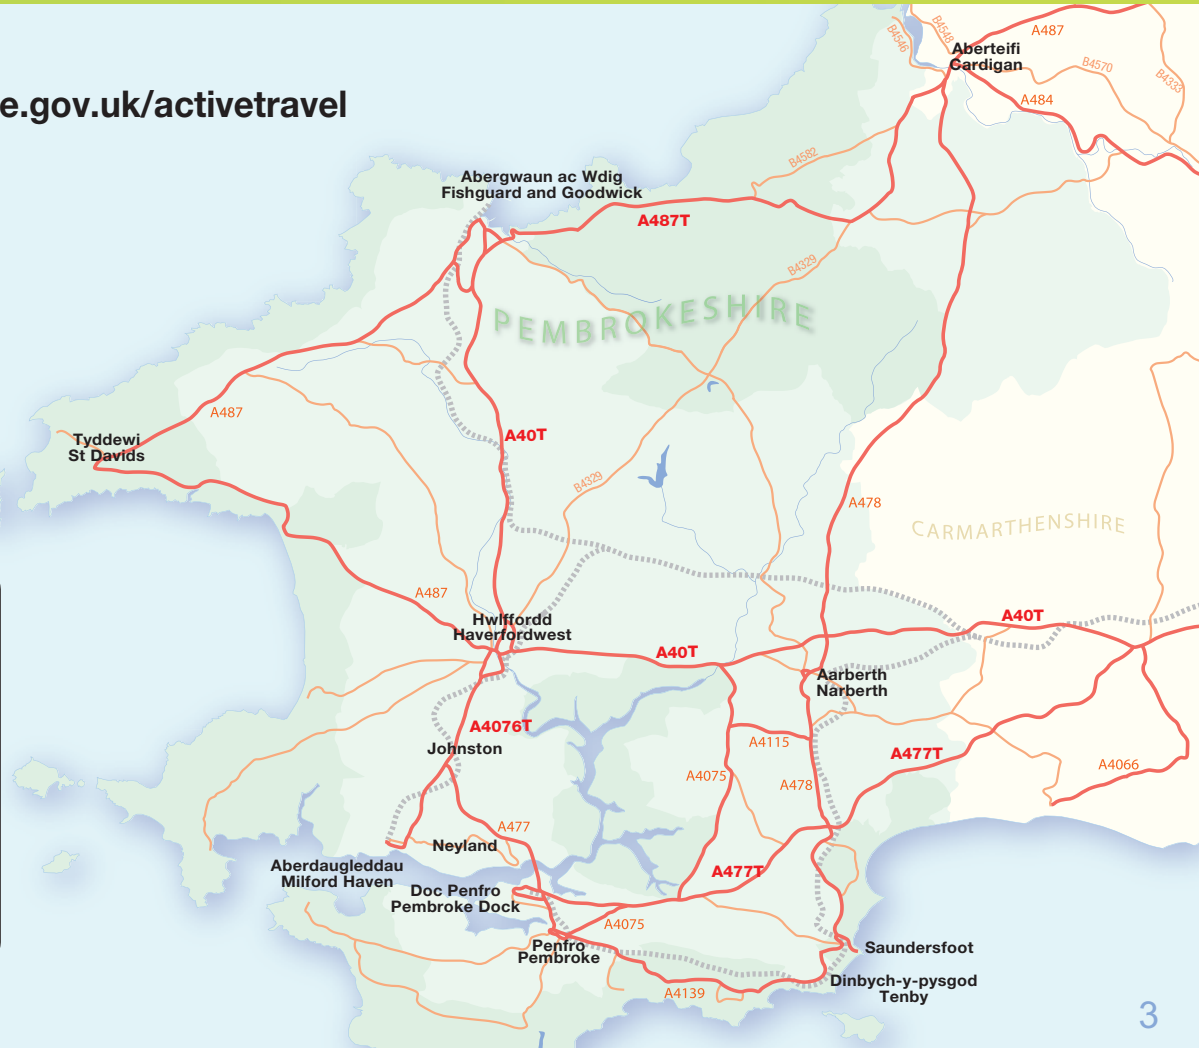 e.gov.uk/activetravel
B4546
B4548
A487
Aberteifi
Cardigan
B4570
B4333
A484
B4582
Abergwaun ac Wdig
Fishguard and Goodwick
A487T
B4329
PEMBROKESHIRE
A487
A40T
Tyddewi
St Davids
B4329
A478
CARMARTHENSHIRE
A487
Hwlffordd
Haverfordwest
A40T
A40T
Aarberth
Narberth
A4076T
Johnston
A4115
A477T
A4075
A478
A4066
A477
Neyland
Aberdaugleddau
Milford Haven
A477T
Doc Penfro
Pembroke Dock
A4075
Penfro
Pembroke
Saundersfoot
Dinbych-y-pysgod
Tenby
A4139
3